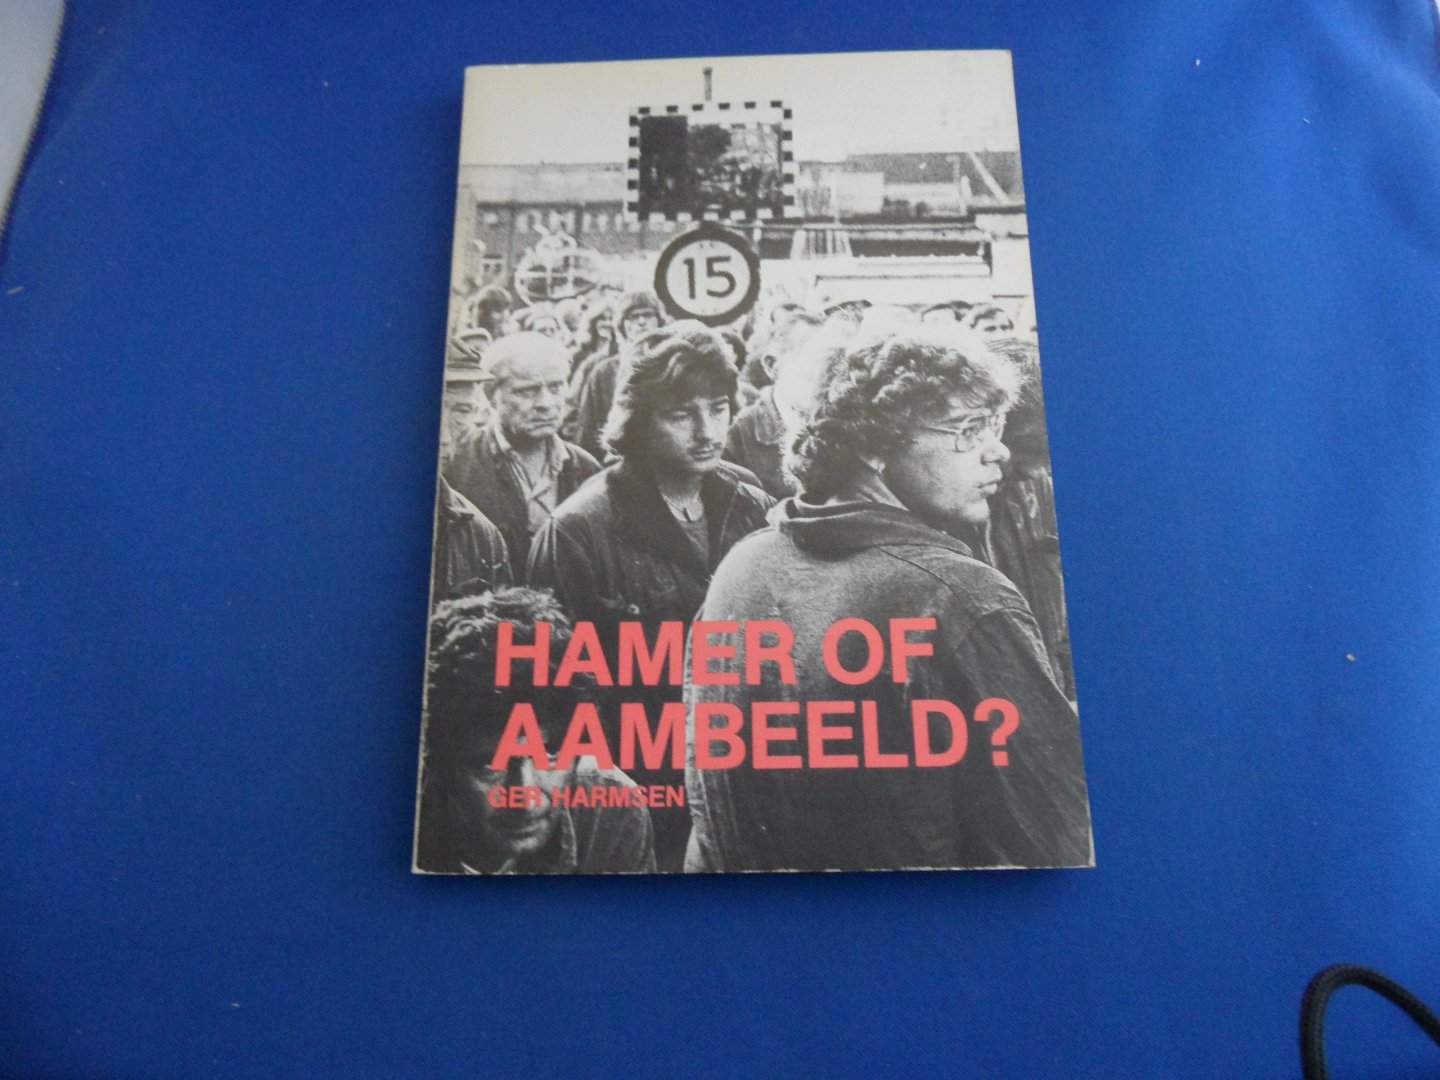 15
HAMER OF
AAMBEELD?
GER HARMSEN